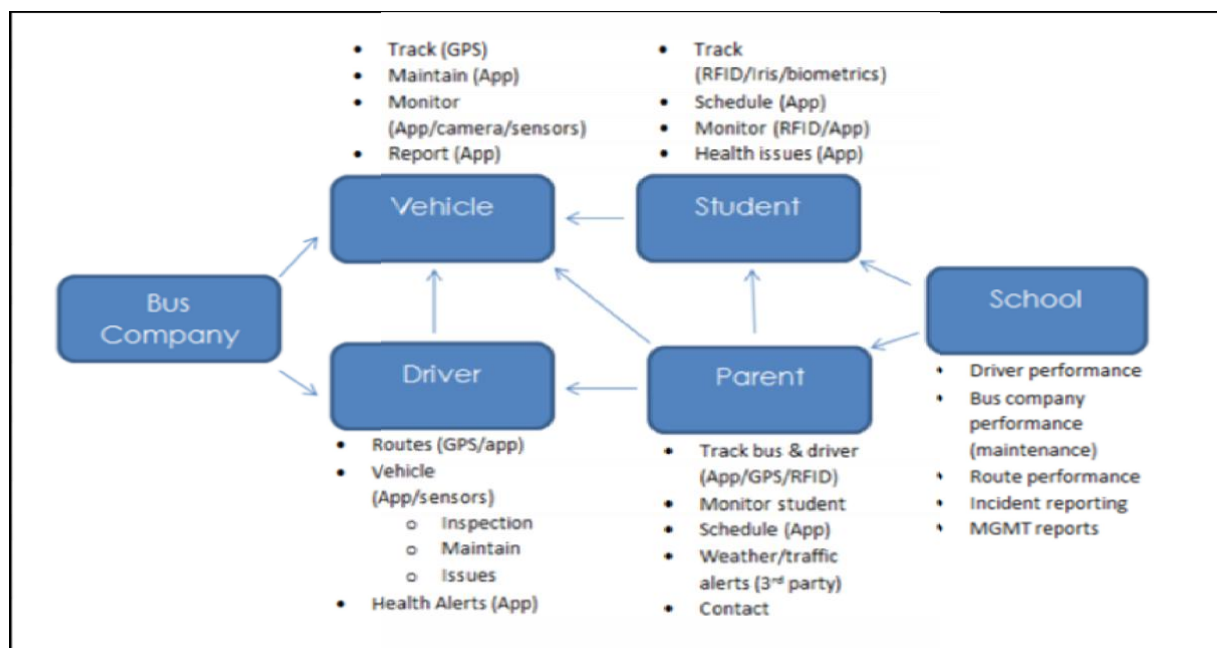 • Track (GPS)
• Maintain (App)
• Monitor
(App/camera/sensors)
• Report (App)
• Track
(RFID/Iris/biometrics)
• Schedule (App)
• Monitor (RFID/App)
• Health issues (App)
Vehicle
Student
Bus
Company
School
Driver
Parent
• Routes (GPS/app)
• Vehicle
(App/sensors)
o Inspection
o Maintain
o Issues
• Health Alerts (App)
• Track bus & driver
(App/GPS/RFID)
• Monitor student
• Schedule (App)
• Weather/traffic
alerts (3rd party)
• Contact
• Driver performance
• Bus company
performance
(maintenance)
• Route performance
• Incident reporting
• MGMT reports